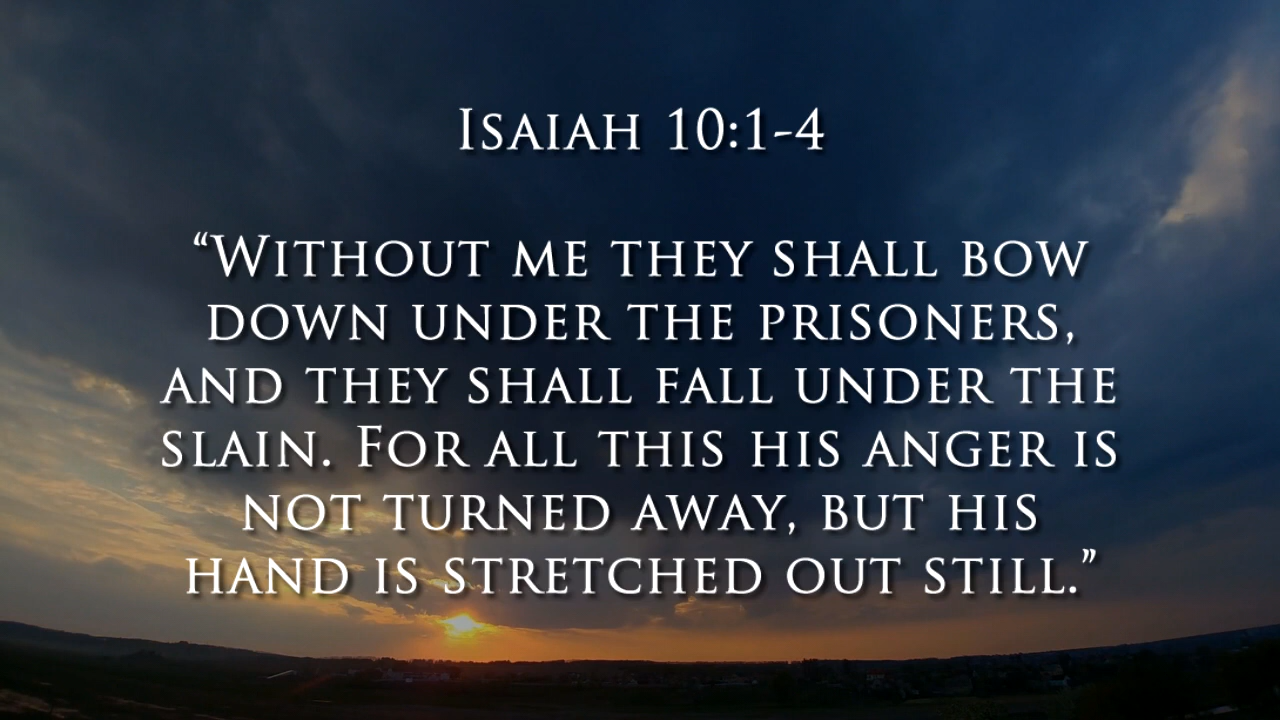 Isaiah 10:1-4
“Without me they shall bow
down under the prisoners,
and they shall fall under the
slain. For all this his anger is
not turned away, but his
hand is stretched out still.”